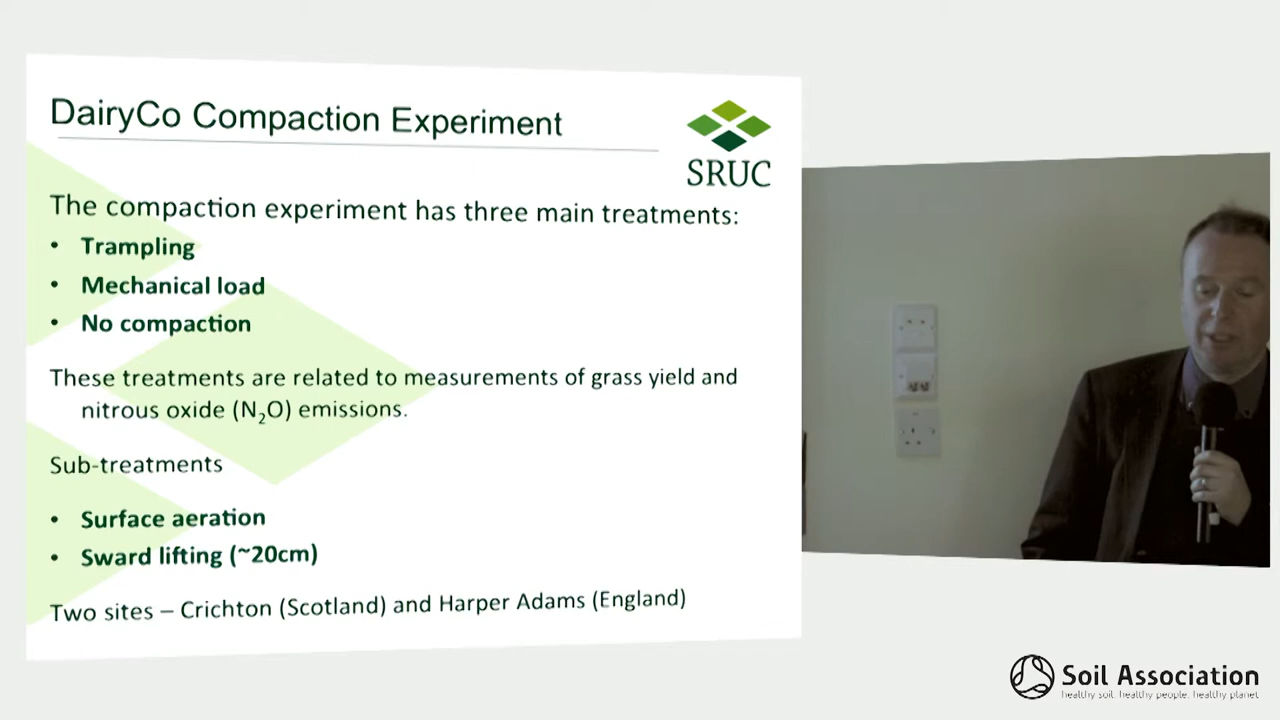 DairyCo Compaction Experiment
SRUC
The compaction experiment has three main treatments:
• Trampling
• Mechanical load
• No compaction
These treatments are related to measurements of grass yield and
nitrous oxide (N₂O) emissions.
Sub-treatments
• Surface aeration
• Sward lifting (~20cm)
Two sites – Crichton (Scotland) and Harper Adams (England)
Soil Association
healthy soil. healthy people. healthy planet